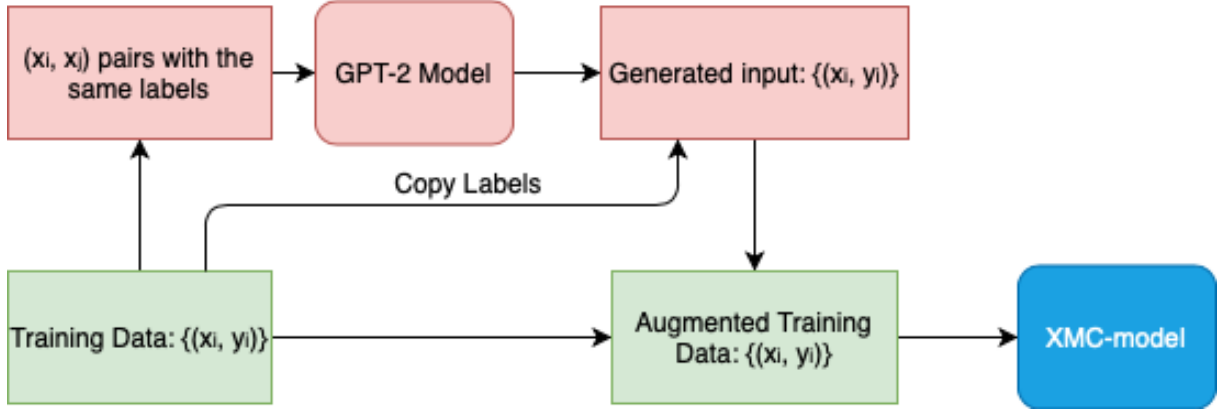 (xᵢ, xⱼ) pairs with the
same labels
GPT-2 Model
Generated input: {(xᵢ, yᵢ)}
Copy Labels
Training Data: {(xᵢ, yᵢ)}
Augmented Training
Data: {(xᵢ, yᵢ)}
XMC-model